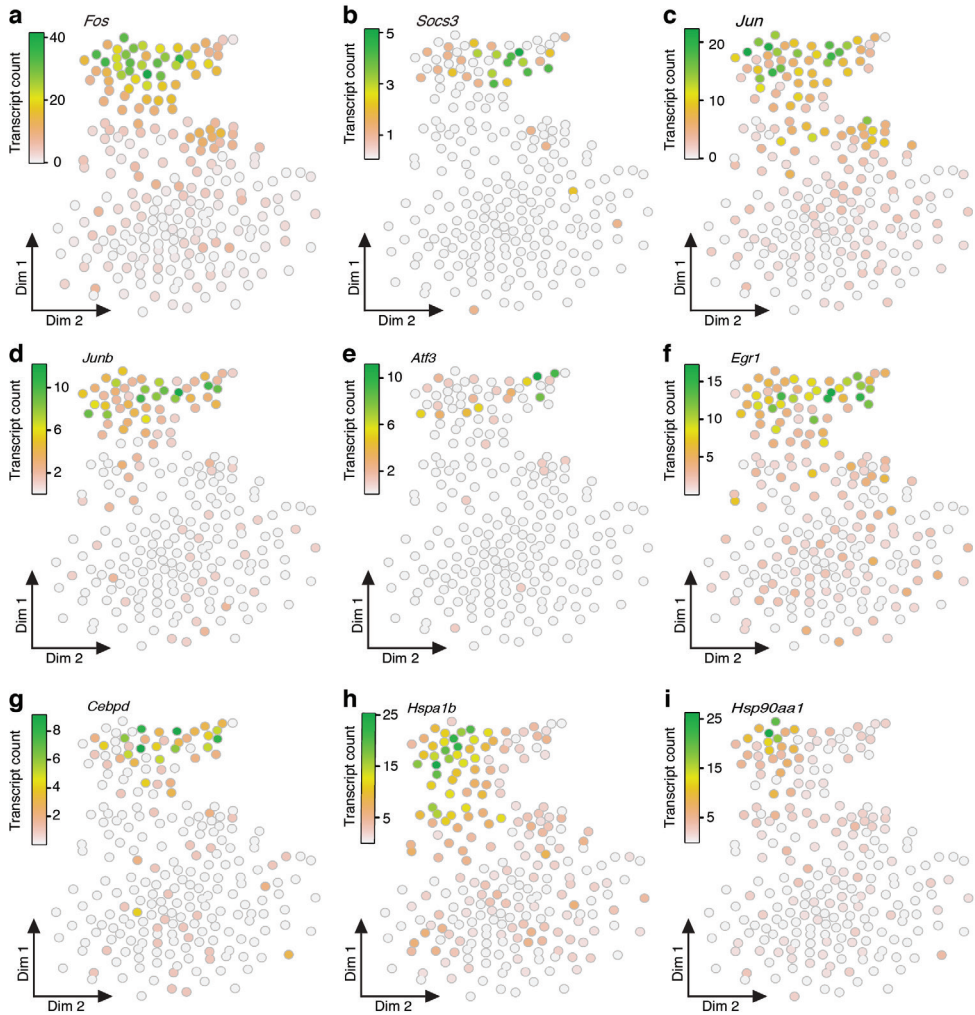 a
Fos
Transcript count
40
20
0
Dim 1
Dim 2
b
Socs3
Transcript count
5
3
1
Dim 1
Dim 2
c
Jun
Transcript count
20
10
0
Dim 1
Dim 2
d
Junb
Transcript count
10
6
2
Dim 1
Dim 2
e
Atf3
Transcript count
10
6
2
Dim 1
Dim 2
f
Egr1
Transcript count
15
10
5
Dim 1
Dim 2
g
Cebpd
Transcript count
8
6
4
2
Dim 1
Dim 2
h
Hspa1b
Transcript count
25
15
5
Dim 1
Dim 2
i
Hsp90aa1
Transcript count
25
15
5
Dim 1
Dim 2